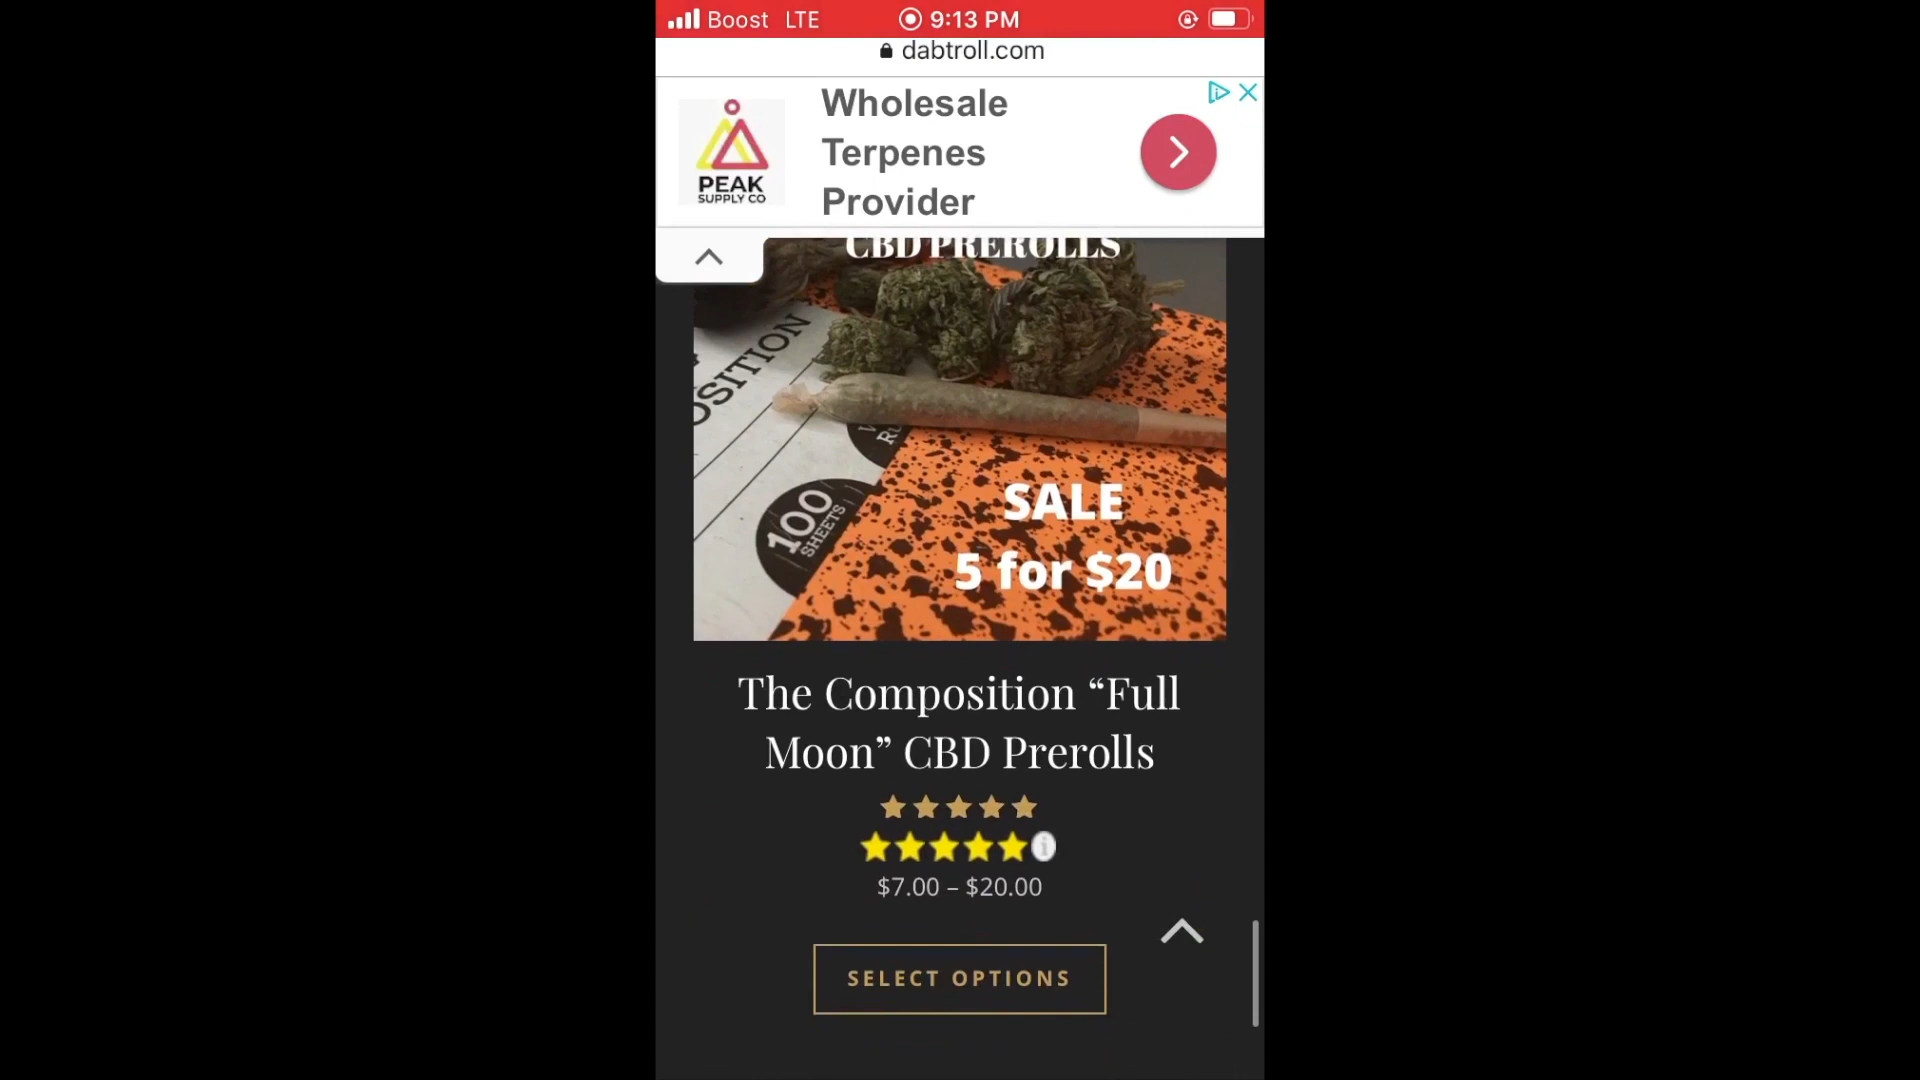 Boost LTE 9:13 PM
dabtroll.com
Wholesale
Terpenes
Provider
PEAK
SUPPLY CO
CBD PREROLLS
OSITION
100
SHEETS
SALE
5 for $20
The Composition “Full
Moon” CBD Prerolls
$7.00 – $20.00
SELECT OPTIONS